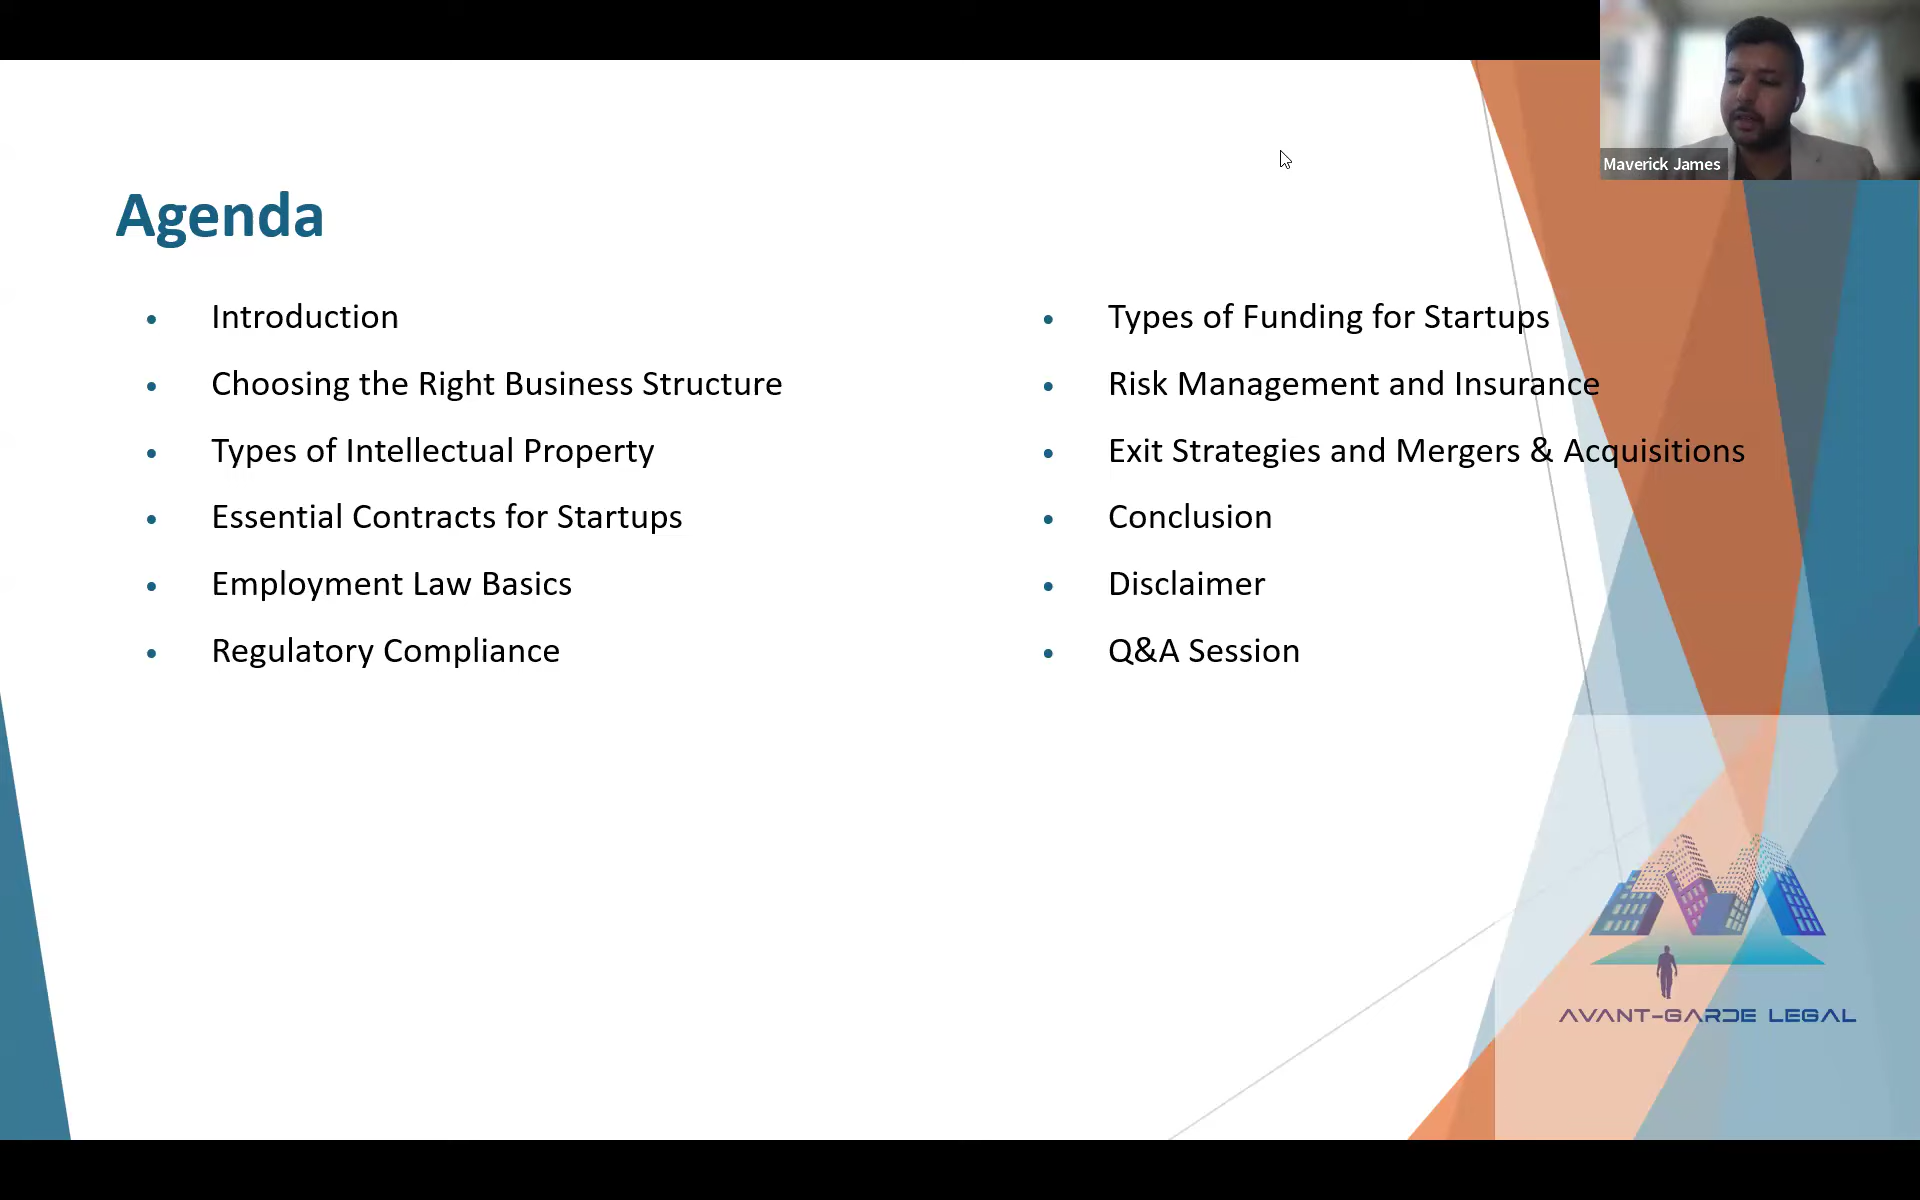 Maverick James
Agenda
Introduction
Choosing the Right Business Structure
Types of Intellectual Property
Essential Contracts for Startups
Employment Law Basics
Regulatory Compliance
Types of Funding for Startups
Risk Management and Insurance
Exit Strategies and Mergers & Acquisitions
Conclusion
Disclaimer
Q&A Session
AVANT-GARDE LEGAL